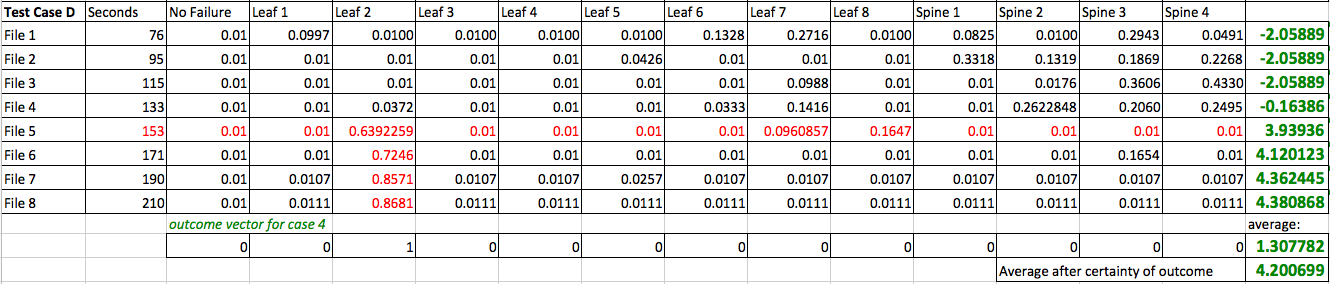 Test Case D Seconds No Failure Leaf 1 Leaf 2 Leaf 3 Leaf 4 Leaf 5 Leaf 6 Leaf 7 Leaf 8 Spine 1 Spine 2 Spine 3 Spine 4
File 1 76 0.01 0.0997 0.0100 0.0100 0.0100 0.0100 0.1328 0.2716 0.0100 0.0825 0.0100 0.2943 0.0491 -2.05889
File 2 95 0.01 0.01 0.01 0.01 0.01 0.0426 0.01 0.01 0.01 0.3318 0.1319 0.1869 0.2268 -2.05889
File 3 115 0.01 0.01 0.01 0.01 0.01 0.01 0.01 0.0988 0.01 0.01 0.0176 0.3606 0.4330 -2.05889
File 4 133 0.01 0.01 0.0372 0.01 0.01 0.01 0.0333 0.1416 0.01 0.01 0.2622848 0.2060 0.2495 -0.16386
File 5 153 0.01 0.01 0.6392259 0.01 0.01 0.01 0.01 0.0960857 0.1647 0.01 0.01 0.01 0.01 3.93936
File 6 171 0.01 0.01 0.7246 0.01 0.01 0.01 0.01 0.01 0.01 0.01 0.01 0.1654 0.01 4.120123
File 7 190 0.01 0.0107 0.8571 0.0107 0.0107 0.0257 0.0107 0.0107 0.0107 0.0107 0.0107 0.0107 0.0107 4.362445
File 8 210 0.01 0.0111 0.8681 0.0111 0.0111 0.0111 0.0111 0.0111 0.0111 0.0111 0.0111 0.0111 0.0111 4.380868
outcome vector for case 4 average:
0 0 1 0 0 0 0 0 0 0 0 0 0 1.307782
Average after certainty of outcome 4.200699